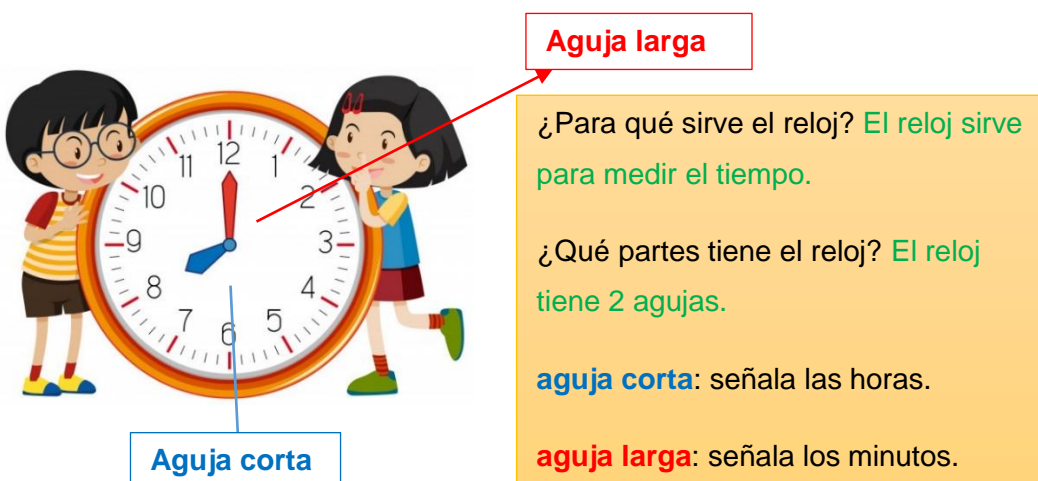 Aguja larga
12
11
1
10
2
9
3
8
4
7
5
6
Aguja corta
¿Para qué sirve el reloj? El reloj sirve
para medir el tiempo.
¿Qué partes tiene el reloj? El reloj
tiene 2 agujas.
aguja corta: señala las horas.
aguja larga: señala los minutos.